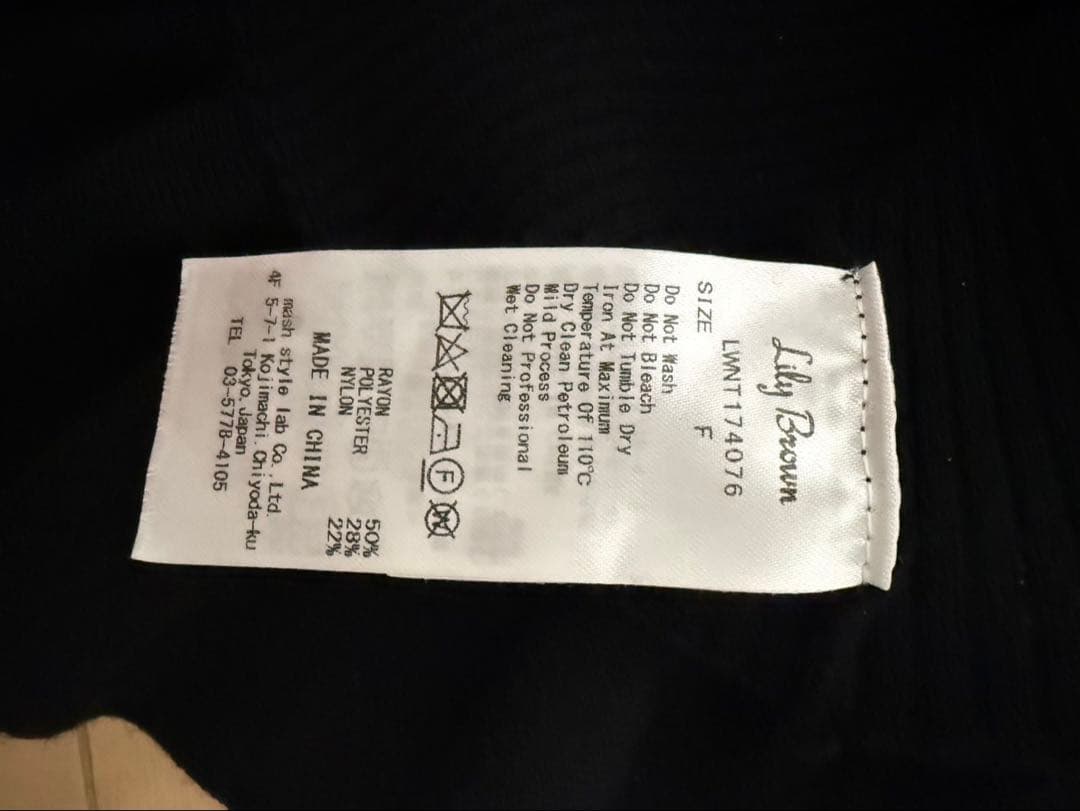 Lily Brown
LWNT174076
SIZE F
Do Not Wash
Do Not Bleach
Do Not Tumble Dry
Iron At Maximum
Temperature Of 110℃
Dry Clean Petroleum
Mild Process
Do Not Professional
Wet Cleaning
F W
RAYON 50%
POLYESTER 28%
NYLON 22%
MADE IN CHINA
mash style lab Co., Ltd.
4F 5-7-1 Kojimachi.Chiyoda-ku
Tokyo.Japan
TEL 03-5778-4105